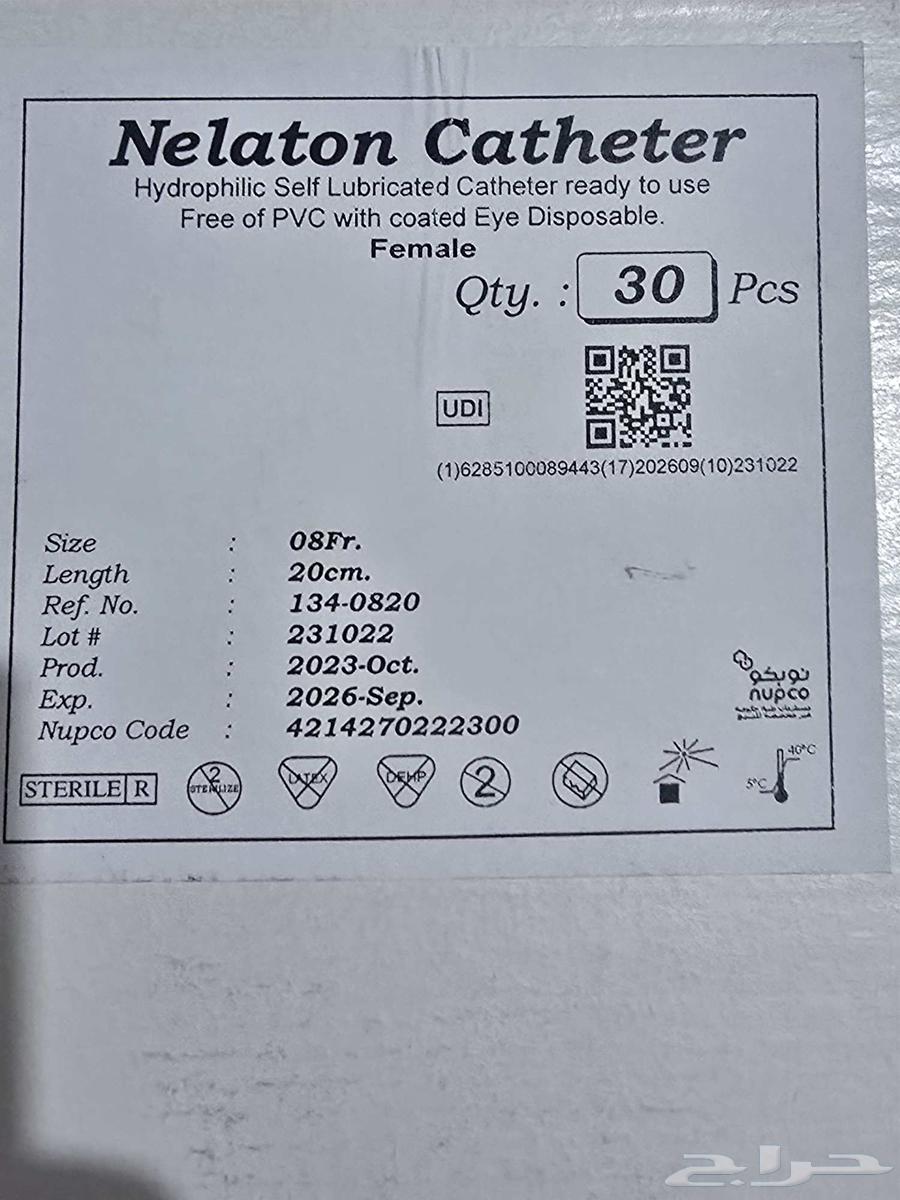 Nelaton Catheter
Hydrophilic Self Lubricated Catheter ready to use
Free of PVC with coated Eye Disposable.
Female
Qty. : 30 Pcs
UDI
(1)6285100089443(17)202609(10)231022
Size : 08Fr.
Length : 20cm.
Ref. No. : 134-0820
Lot # : 231022
Prod. : 2023-Oct.
Exp. : 2026-Sep.
Nupco Code : 4214270222300
نوبكو
nupco
STERILE R
2 STERILIZE
LATEX
DEHP
2
5°C
40°C
حراج